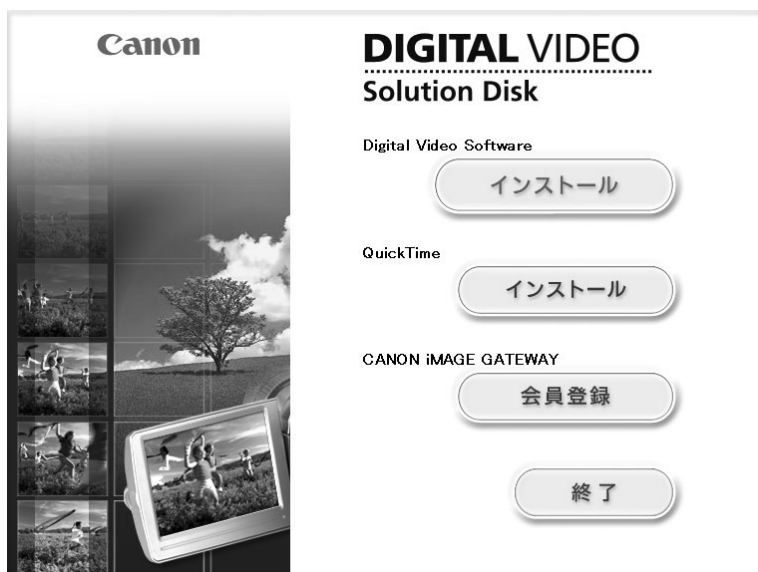 Canon
DIGITAL VIDEO
Solution Disk
Digital Video Software
インストール
QuickTime
インストール
CANON iMAGE GATEWAY
会員登録
終了